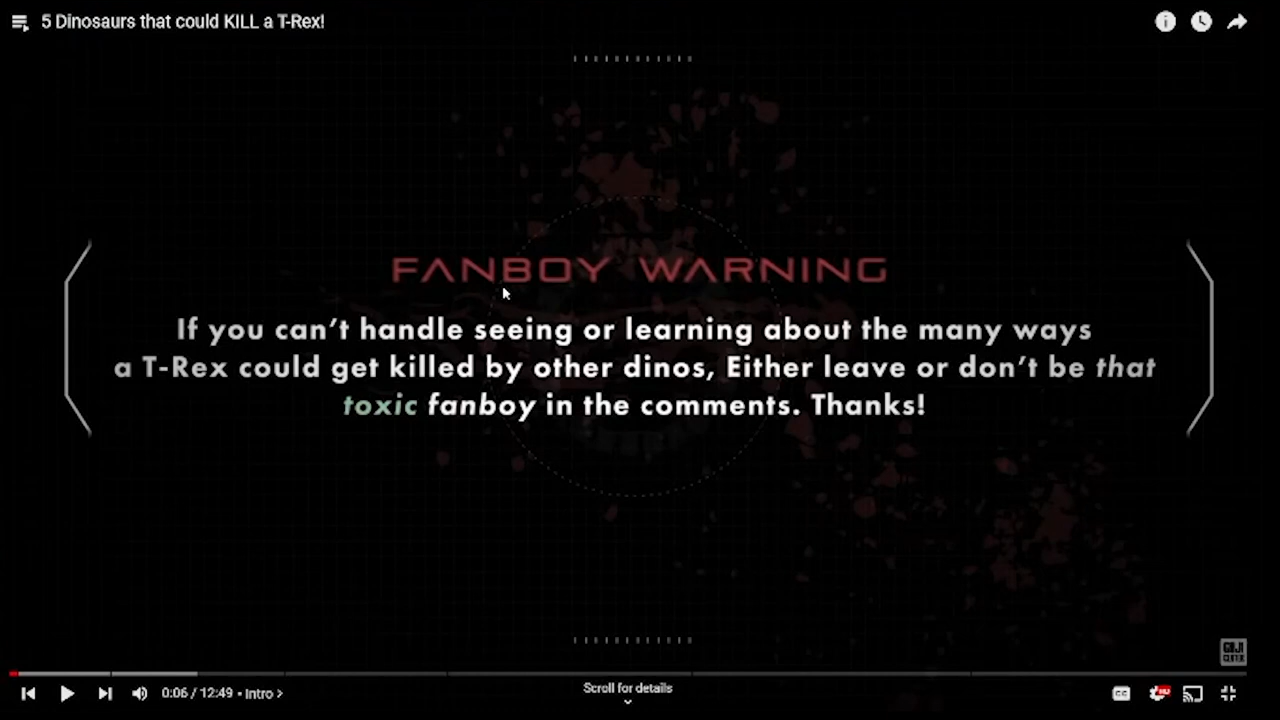 5 Dinosaurs that could KILL a T-Rex!
FANBOY WARNING
If you can't handle seeing or learning about the many ways
a T-Rex could get killed by other dinos, Either leave or don't be that
toxic fanboy in the comments. Thanks!
0:06 / 12:49 • Intro >
Scroll for details
CC
HD